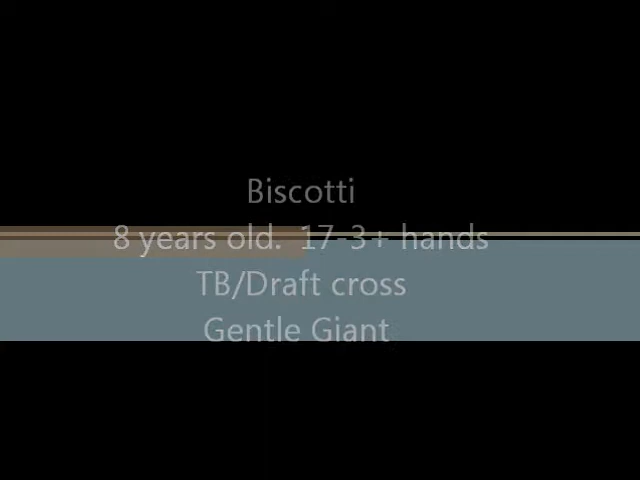 Biscotti
8 years old.  17-3+ hands
TB/Draft cross
Gentle Giant